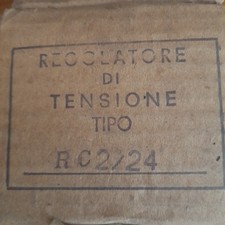 REGOLATORE
DI
TENSIONE
TIPO
RC2/24